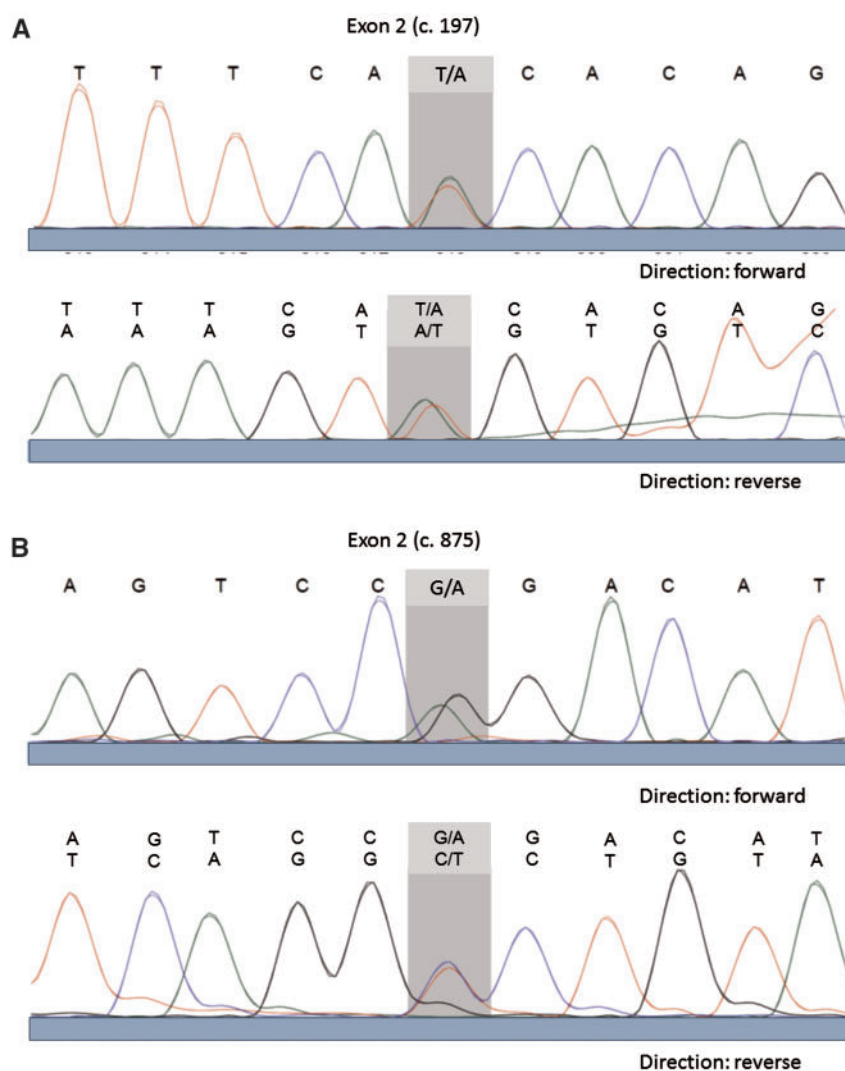 A
Exon 2 (c. 197)
T T T C A T/A C A C A G
Direction: forward
T T T C A T/A C A C A G
A A A G T A/T G T G T C
Direction: reverse
B
Exon 2 (c. 875)
A G T C C G/A G A C A T
Direction: forward
A G T C C G/A G A C A T
T C A G G C/T C T G T A
Direction: reverse